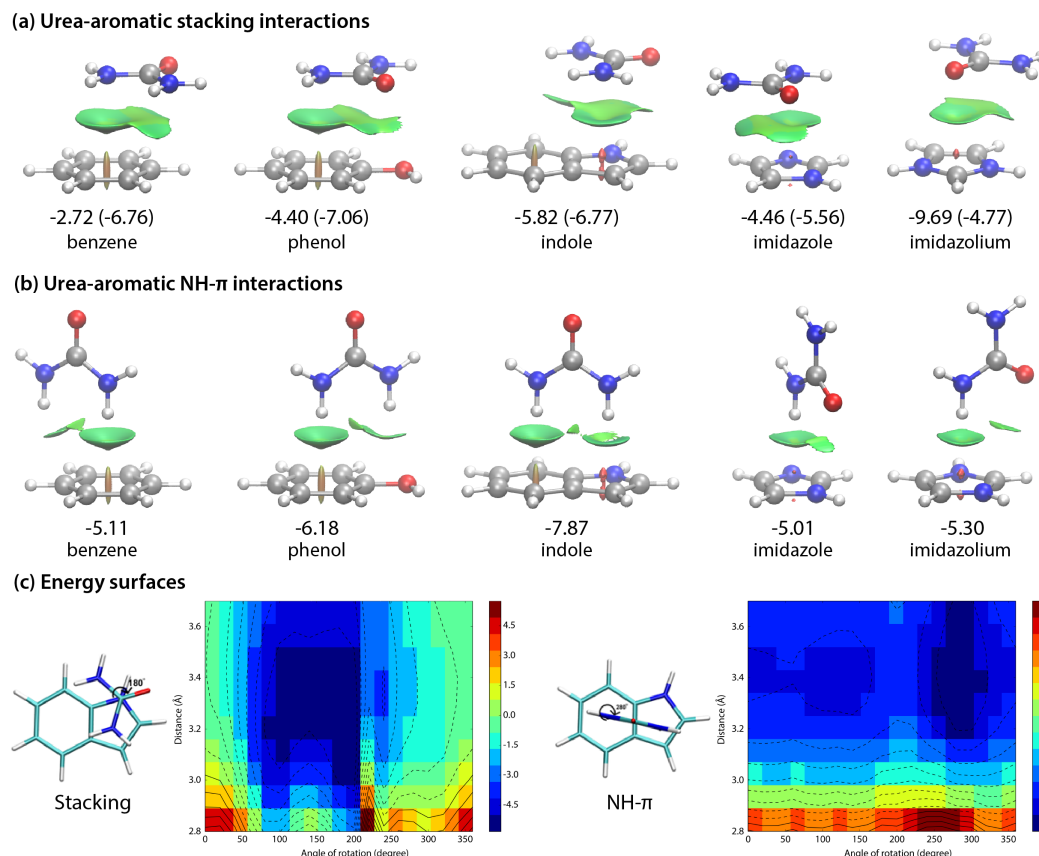 (a) Urea-aromatic stacking interactions
-2.72 (-6.76)
benzene
-4.40 (-7.06)
phenol
-5.82 (-6.77)
indole
-4.46 (-5.56)
imidazole
-9.69 (-4.77)
imidazolium
(b) Urea-aromatic NH-π interactions
-5.11
benzene
-6.18
phenol
-7.87
indole
-5.01
imidazole
-5.30
imidazolium
(c) Energy surfaces
180°
Stacking
Distance (Å)
3.6
3.4
3.2
3.0
2.8
0 50 100 150 200 250 300 350
Angle of rotation (degree)
4.5
3.0
1.5
0.0
-1.5
-3.0
-4.5
280°
NH-π
Distance (Å)
3.6
3.4
3.2
3.0
2.8
0 50 100 150 200 250 300 350
Angle of rotation (degree)